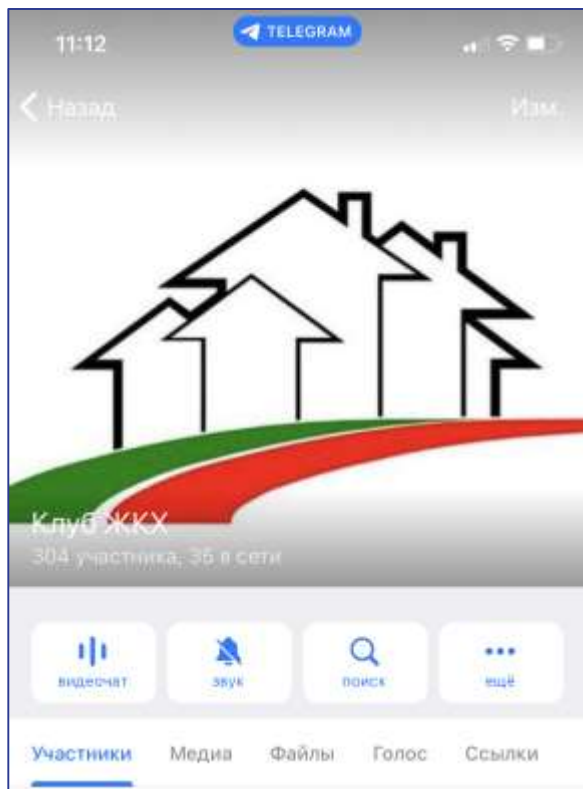 11:12
TELEGRAM
Назад
Изм.
Клуб ЖКХ
304 участника, 36 в сети
видеочат
звук
поиск
ещё
Участники
Медиа
Файлы
Голос
Ссылки